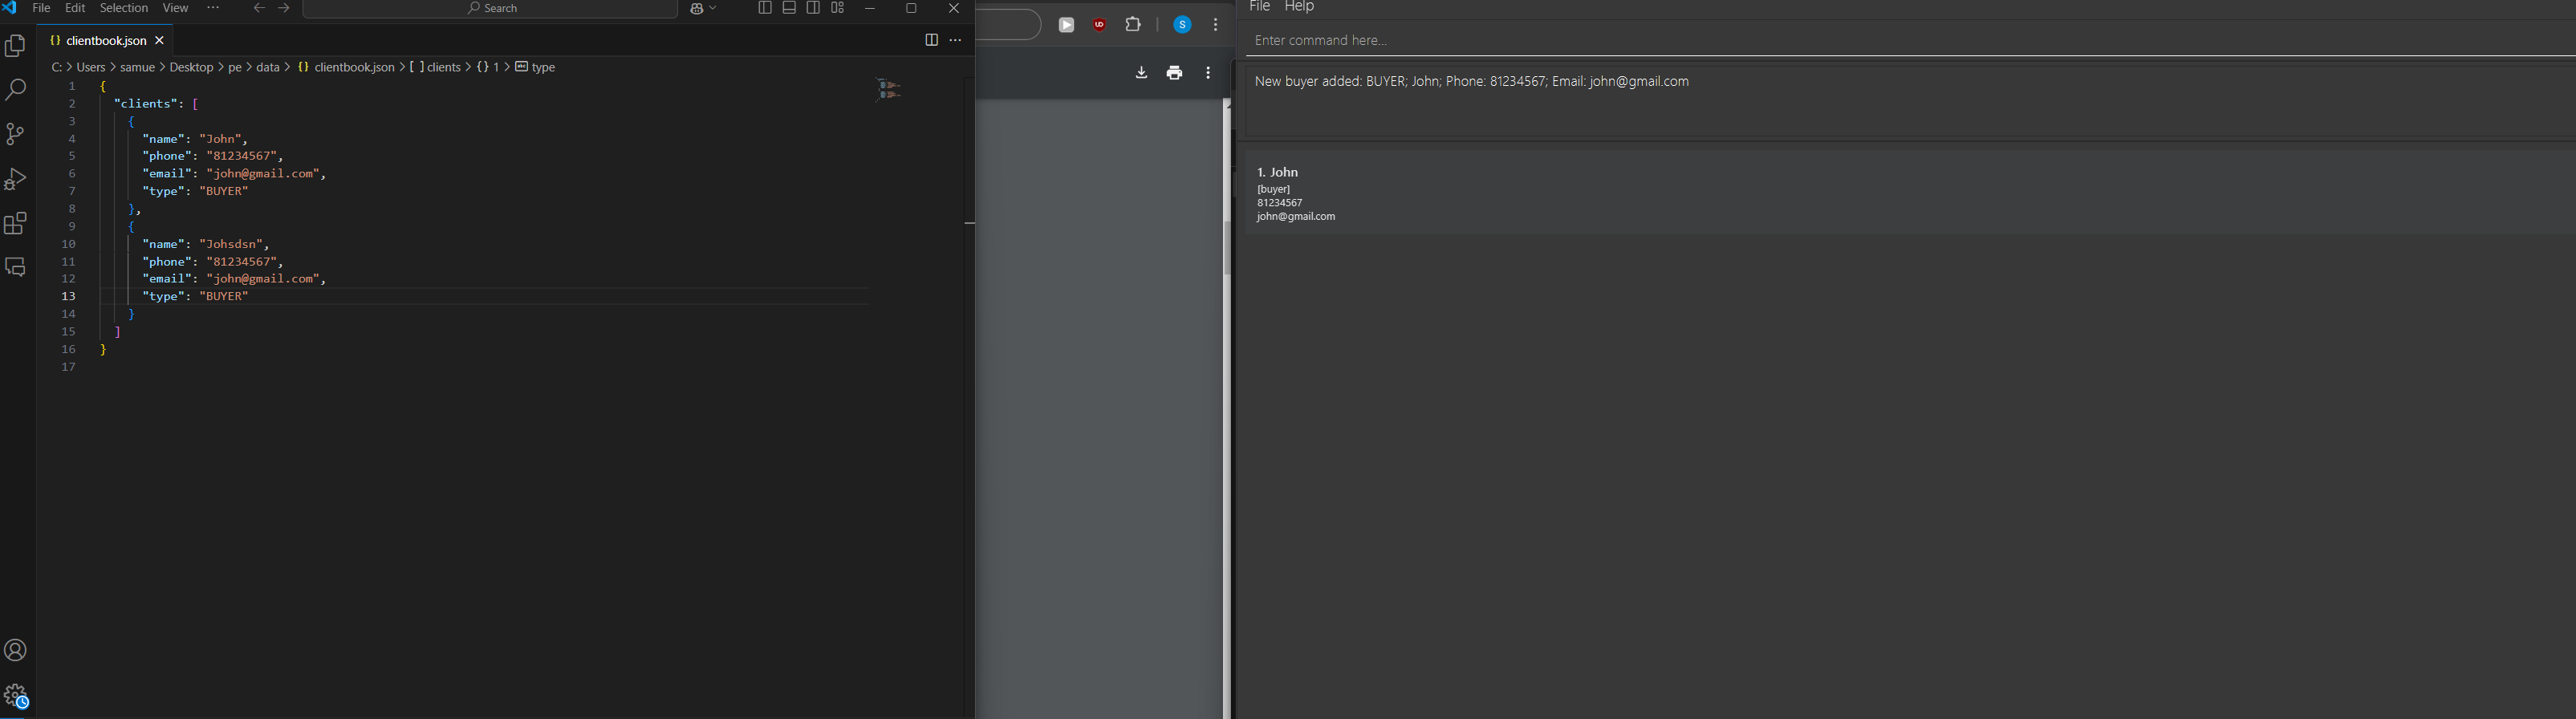 File Edit Selection View ··· Search
clientbook.json
C: > Users > samue > Desktop > pe > data > {} clientbook.json > [ ] clients > {} 1 > type
1 {
2 "clients": [
3 {
4 "name": "John",
5 "phone": "81234567",
6 "email": "john@gmail.com",
7 "type": "BUYER"
8 },
9 {
10 "name": "Johsdsn",
11 "phone": "81234567",
12 "email": "john@gmail.com",
13 "type": "BUYER"
14 }
15 ]
16 }
17
S
File Help
Enter command here...
New buyer added: BUYER; John; Phone: 81234567; Email: john@gmail.com
1. John
[buyer]
81234567
john@gmail.com